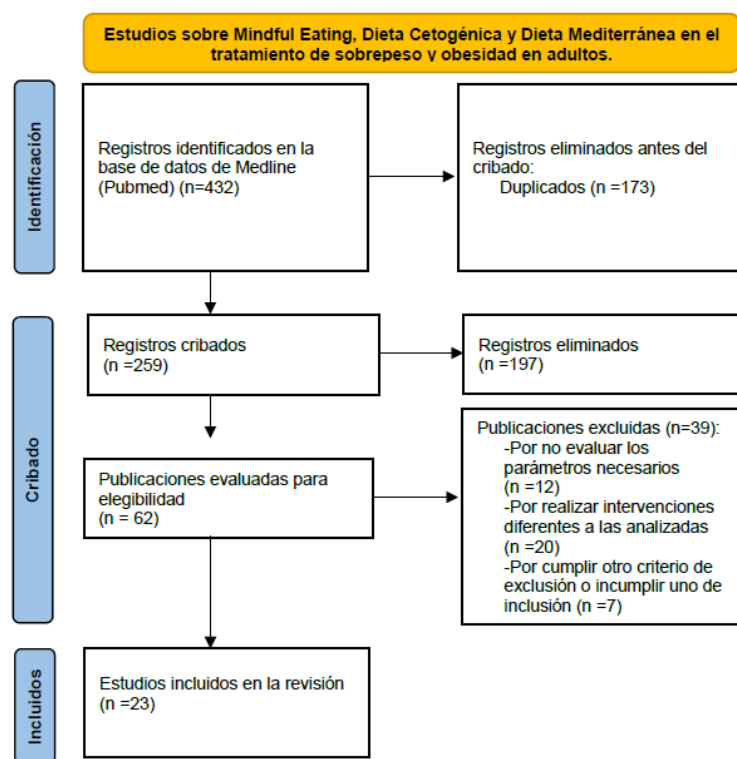 Estudios sobre Mindful Eating, Dieta Cetogénica y Dieta Mediterránea en el
tratamiento de sobrepeso y obesidad en adultos.
Identificación
Registros identificados en la
base de datos de Medline
(Pubmed) (n=432)
Registros eliminados antes del
cribado:
Duplicados (n =173)
Cribado
Registros cribados
(n =259)
Registros eliminados
(n =197)
Publicaciones evaluadas para
elegibilidad
(n = 62)
Publicaciones excluidas (n=39):
-Por no evaluar los
parámetros necesarios
(n =12)
-Por realizar intervenciones
diferentes a las analizadas
(n =20)
-Por cumplir otro criterio de
exclusión o incumplir uno de
inclusión (n =7)
Incluidos
Estudios incluidos en la revisión
(n =23)